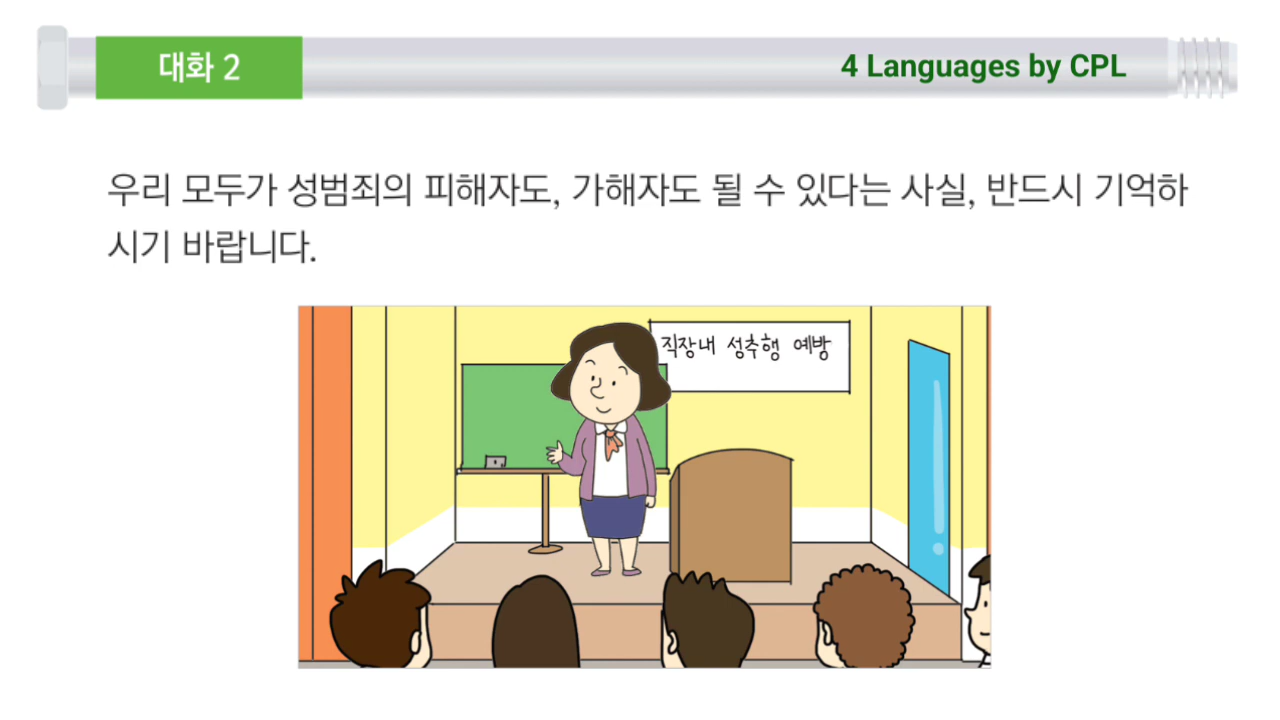 대화 2
4 Languages by CPL
우리 모두가 성범죄의 피해자도, 가해자도 될 수 있다는 사실, 반드시 기억하
시기 바랍니다.
직장내 성추행 예방